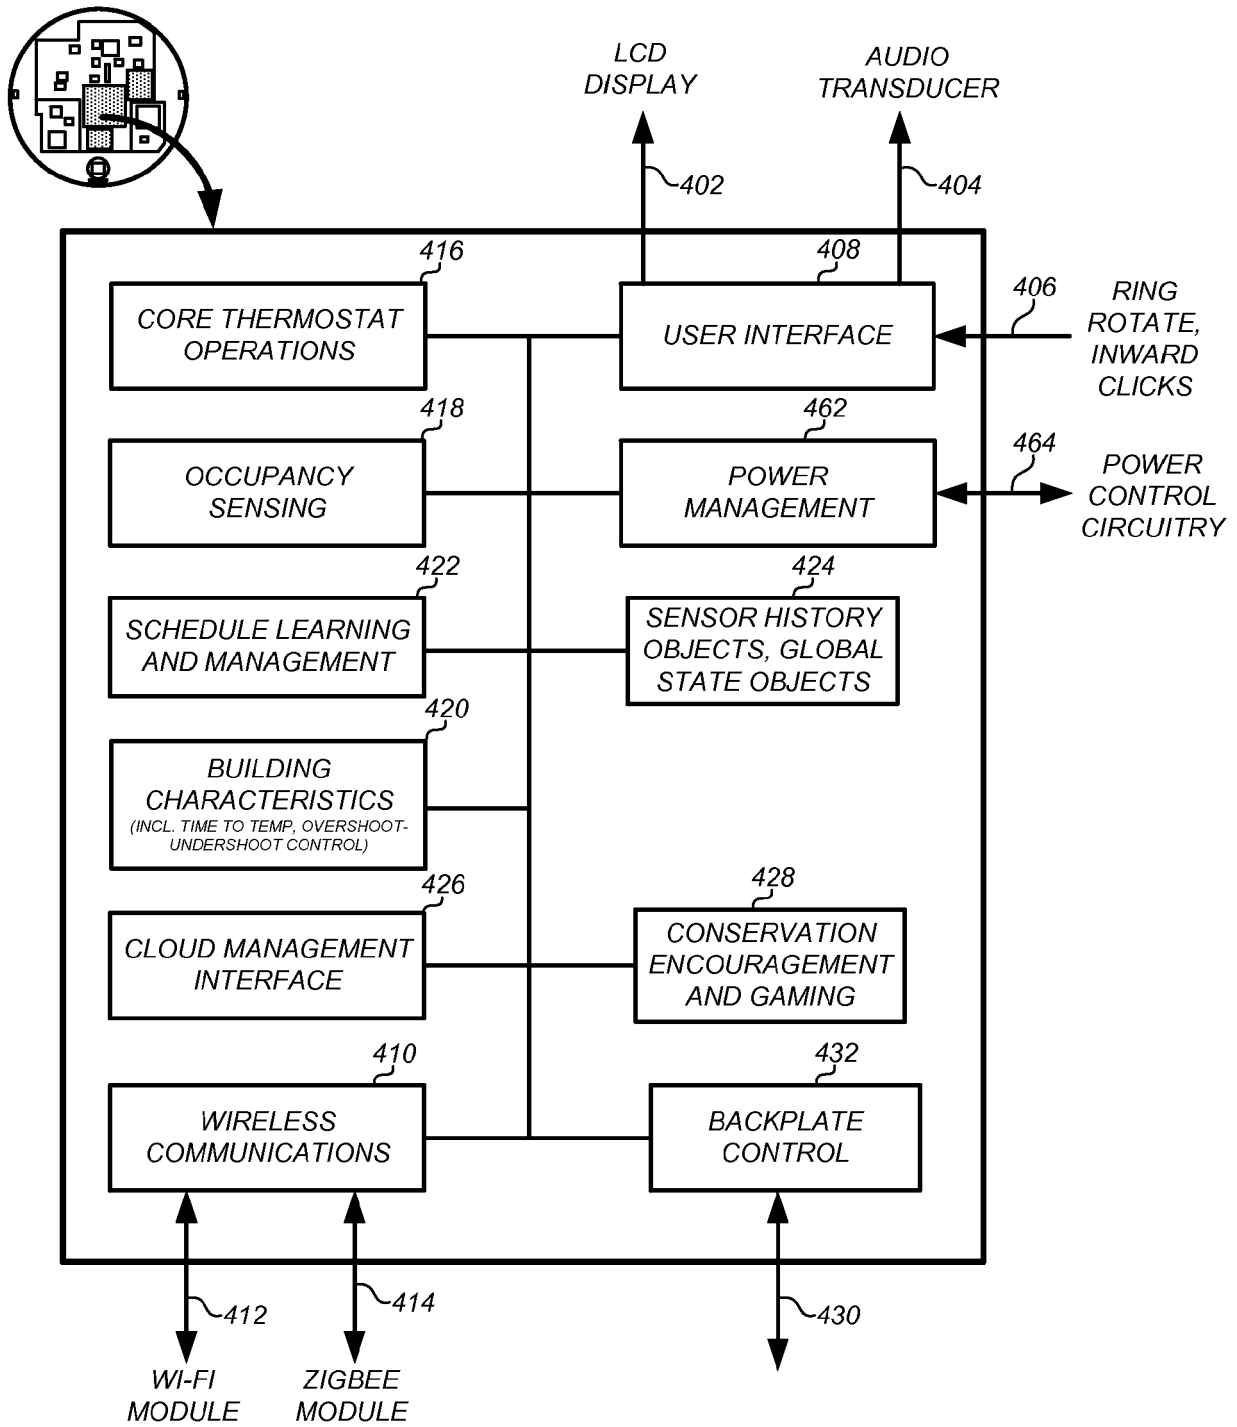 LCD
DISPLAY
AUDIO
TRANSDUCER
402
404
416
CORE THERMOSTAT
OPERATIONS
408
USER INTERFACE
406
RING
ROTATE,
INWARD
CLICKS
418
OCCUPANCY
SENSING
462
POWER
MANAGEMENT
464
POWER
CONTROL
CIRCUITRY
422
SCHEDULE LEARNING
AND MANAGEMENT
424
SENSOR HISTORY
OBJECTS, GLOBAL
STATE OBJECTS
420
BUILDING
CHARACTERISTICS
(INCL. TIME TO TEMP, OVERSHOOT-
UNDERSHOOT CONTROL)
426
CLOUD MANAGEMENT
INTERFACE
428
CONSERVATION
ENCOURAGEMENT
AND GAMING
410
WIRELESS
COMMUNICATIONS
432
BACKPLATE
CONTROL
412
414
430
WI-FI
MODULE
ZIGBEE
MODULE